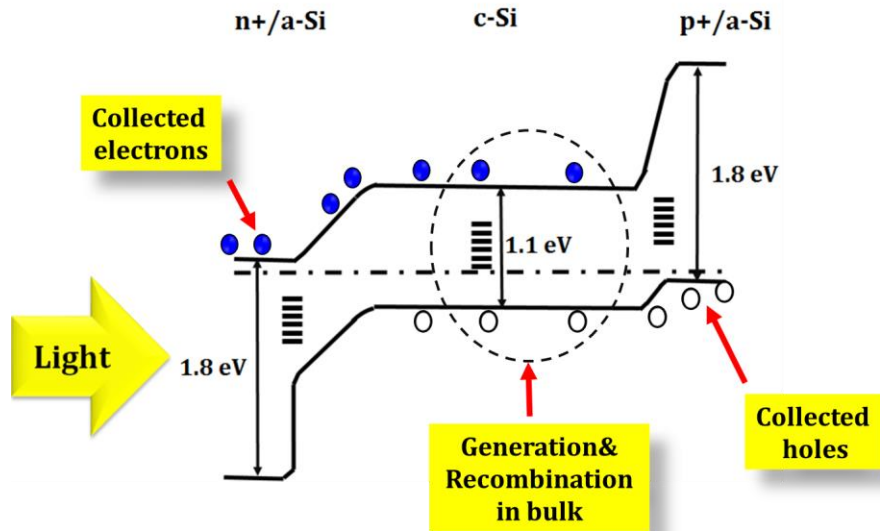 n+/a-Si
c-Si
p+/a-Si
Collected
electrons
1.8 eV
1.1 eV
Light
1.8 eV
Generation&
Recombination
in bulk
Collected
holes